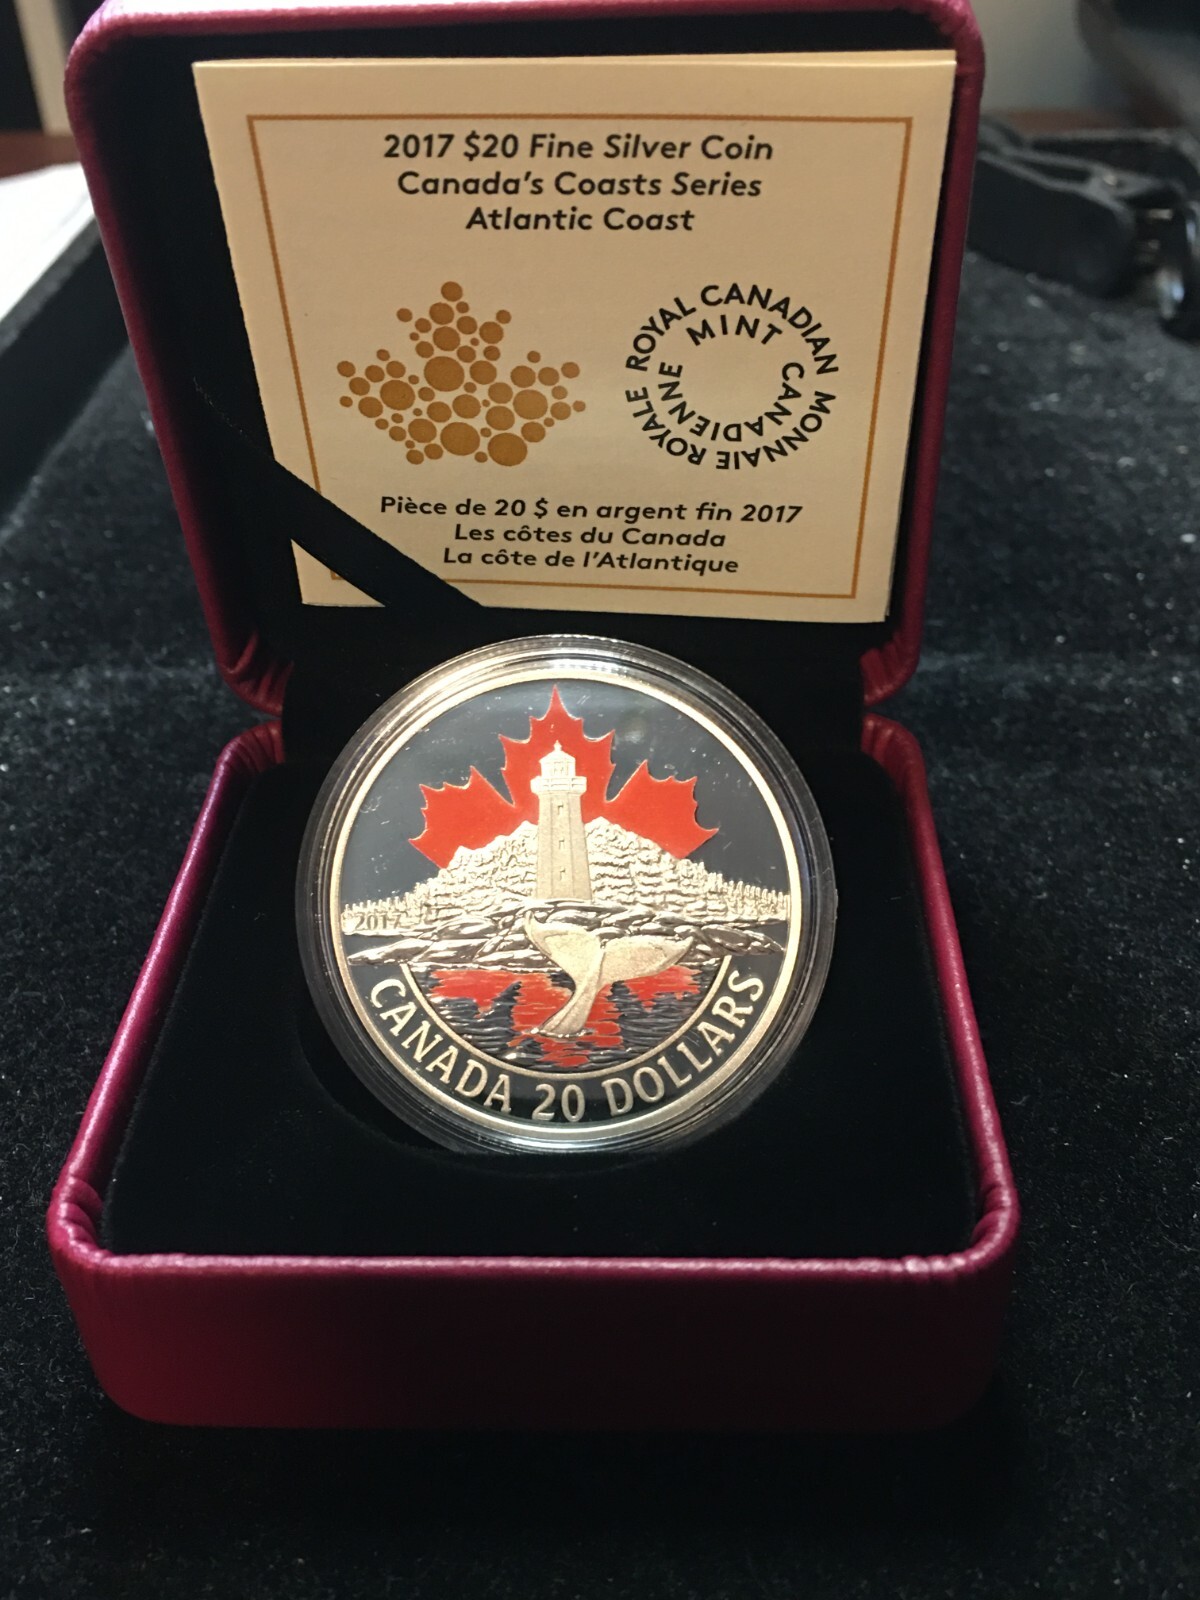 2017 $20 Fine Silver Coin
Canada's Coasts Series
Atlantic Coast
ROYAL CANADIAN MINT
MONNAIE ROYALE CANADIENNE
Pièce de 20 $ en argent fin 2017
Les côtes du Canada
La côte de l'Atlantique
2017
CANADA 20 DOLLARS